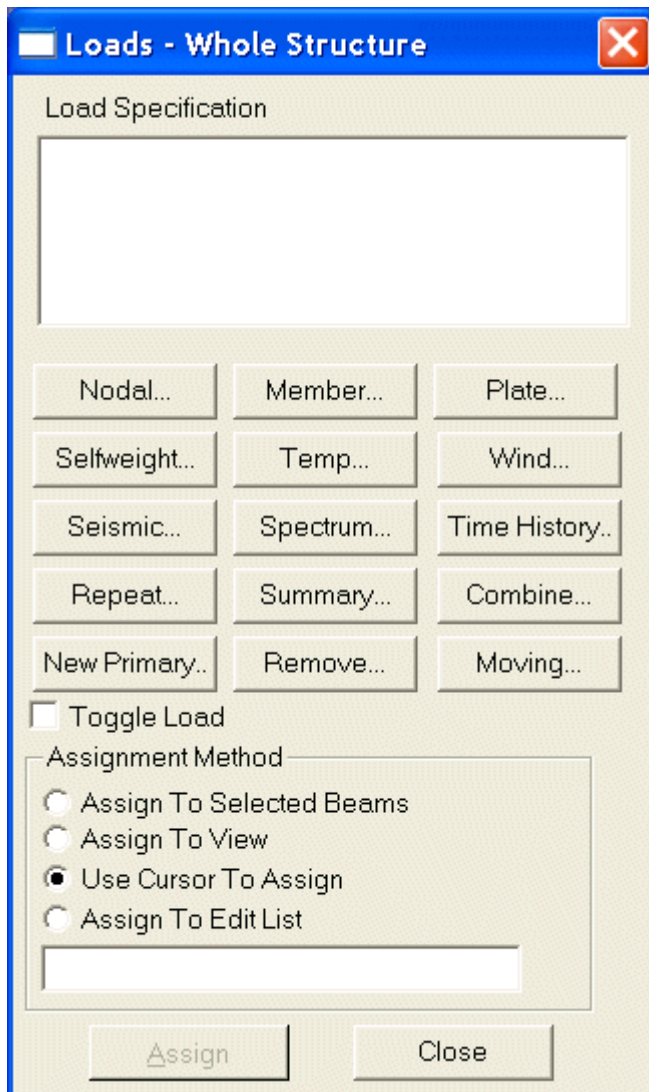 Loads - Whole Structure
Load Specification
Nodal... Member... Plate...
Selfweight... Temp... Wind...
Seismic... Spectrum... Time History..
Repeat... Summary... Combine...
New Primary.. Remove... Moving...
Toggle Load
Assignment Method
Assign To Selected Beams
Assign To View
Use Cursor To Assign
Assign To Edit List
Assign Close